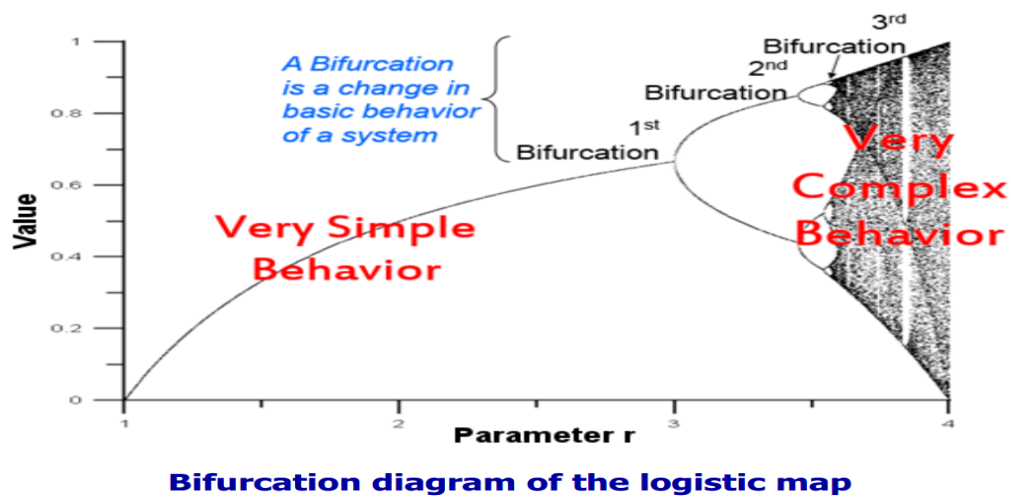 3rd
Bifurcation
2nd
Bifurcation
1st
Bifurcation
A Bifurcation
is a change in
basic behavior
of a system
Very Simple
Behavior
Very
Complex
Behavior
Value
1
0.8
0.6
0.4
0.2
0
1
2
3
4
Parameter r
Bifurcation diagram of the logistic map